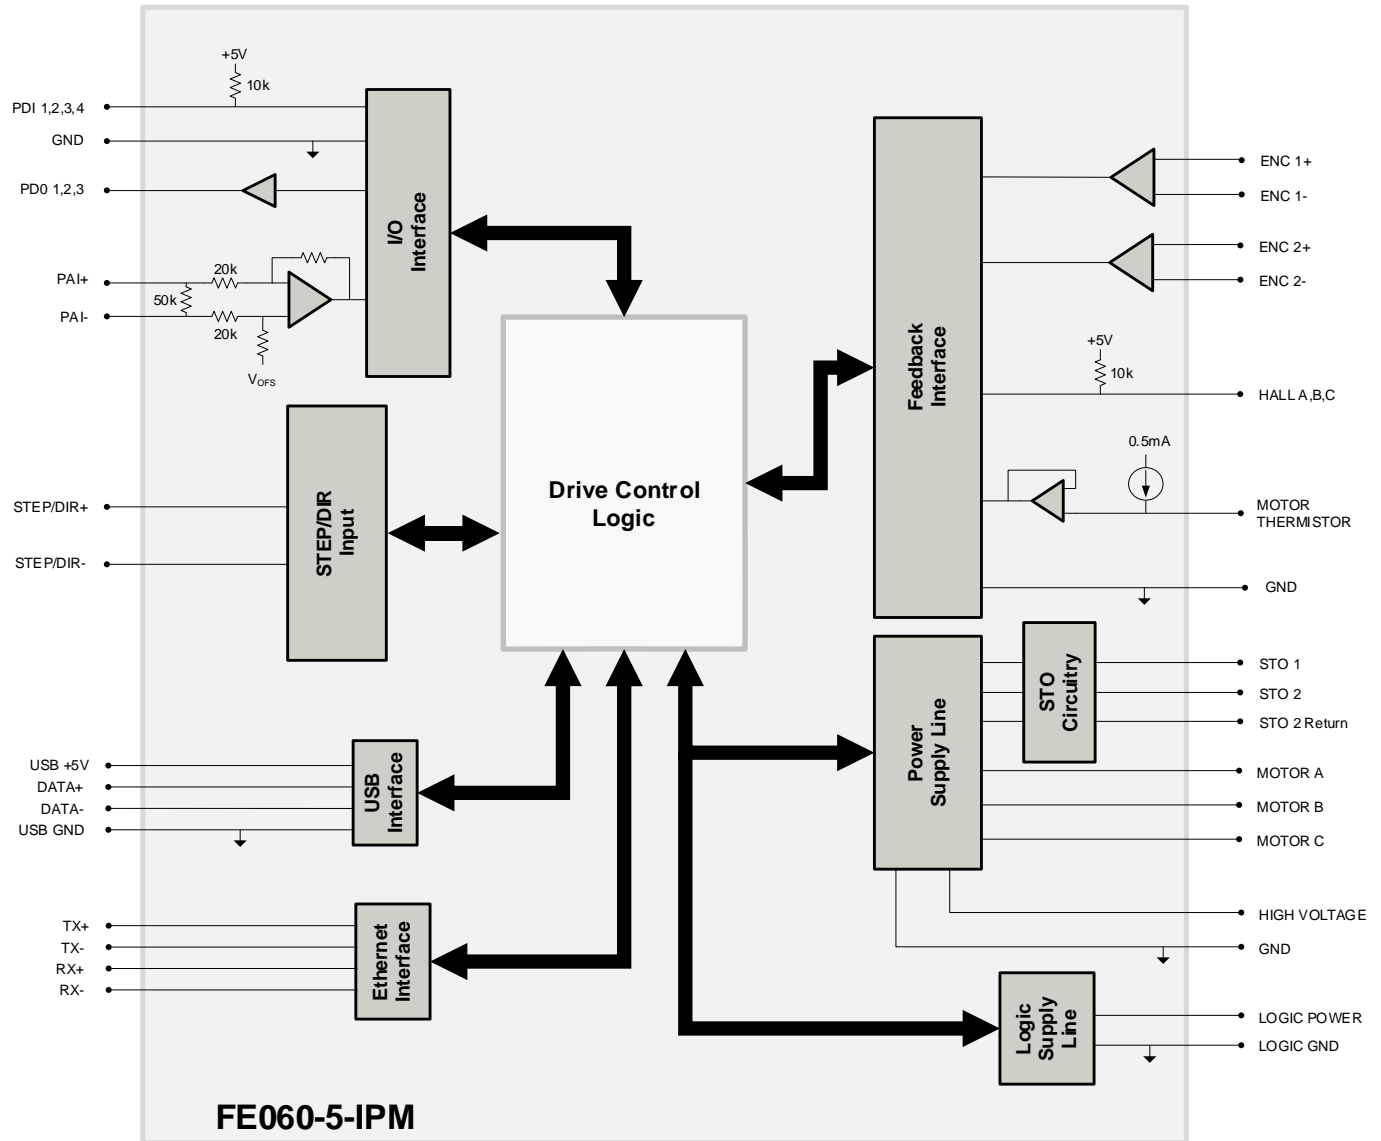 +5V
10k
PDI 1,2,3,4
GND
PD0 1,2,3
PAI+
20k
50k
PAI-
20k
VOFS
I/O
Interface
STEP/DIR+
STEP/DIR-
STEP/DIR
Input
Drive Control
Logic
USB +5V
DATA+
DATA-
USB GND
USB
Interface
TX+
TX-
RX+
RX-
Ethernet
Interface
Feedback
Interface
ENC 1+
ENC 1-
ENC 2+
ENC 2-
+5V
10k
HALL A,B,C
0.5mA
MOTOR
THERMISTOR
GND
Power
Supply Line
STO
Circuitry
STO 1
STO 2
STO 2 Return
MOTOR A
MOTOR B
MOTOR C
HIGH VOLTAGE
GND
Logic
Supply
Line
LOGIC POWER
LOGIC GND
FE060-5-IPM